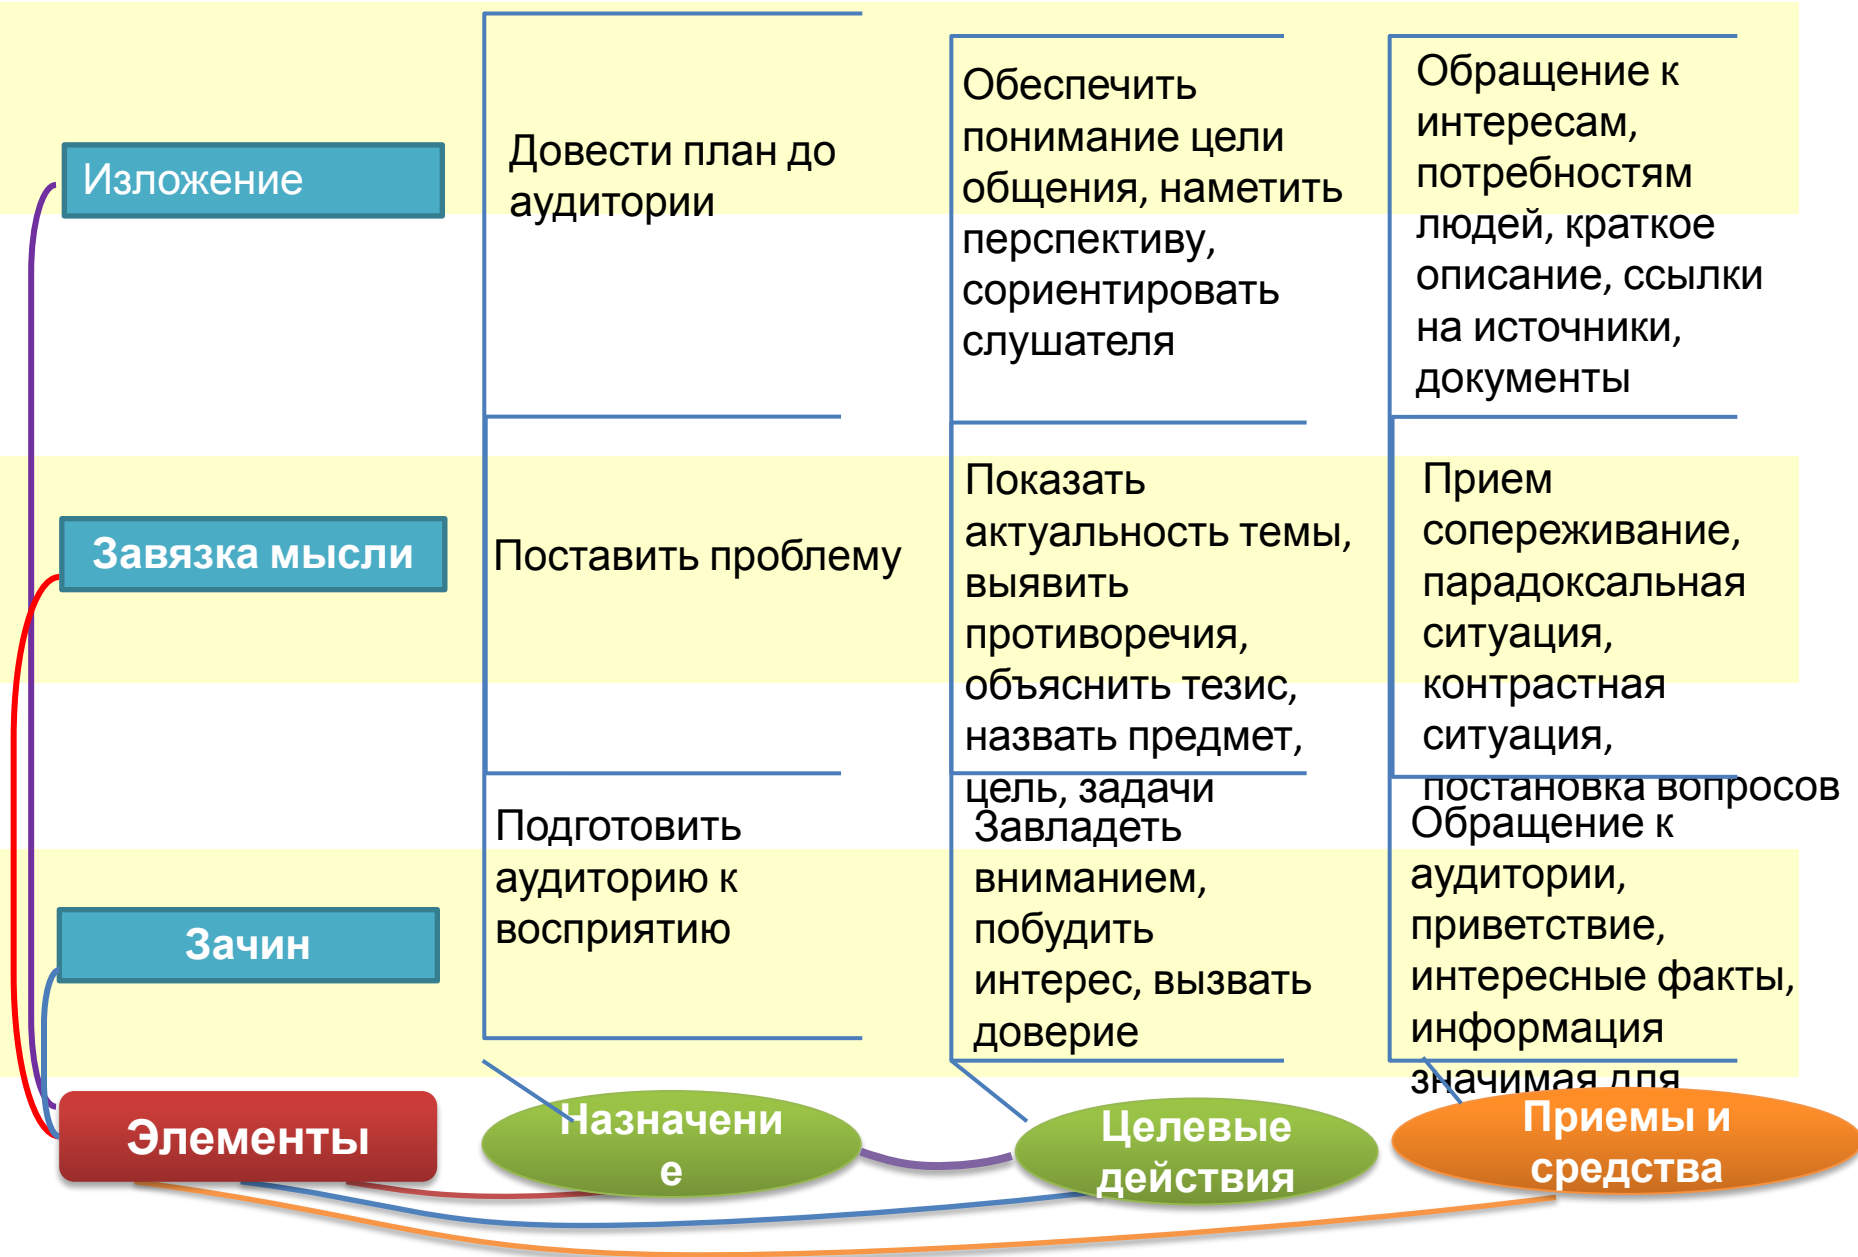 Изложение
Довести план до
аудитории
Обеспечить
понимание цели
общения, наметить
перспективу,
сориентировать
слушателя
Обращение к
интересам,
потребностям
людей, краткое
описание, ссылки
на источники,
документы
Завязка мысли
Поставить проблему
Показать
актуальность темы,
выявить
противоречия,
объяснить тезис,
назвать предмет,
цель, задачи
Прием
сопереживание,
парадоксальная
ситуация,
контрастная
ситуация,
постановка вопросов
Зачин
Подготовить
аудиторию к
восприятию
Завладеть
вниманием,
побудить
интерес, вызвать
доверие
Обращение к
аудитории,
приветствие,
интересные факты,
информация
значимая для
Элементы
Назначени
е
Целевые
действия
Приемы и
средства